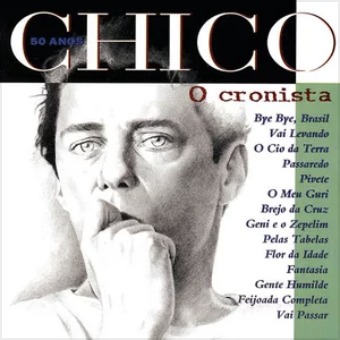 50 ANOS
CHICO
O cronista
Bye Bye, Brasil
Vai Levando
O Cio da Terra
Passaredo
Pivete
O Meu Guri
Brejo da Cruz
Geni e o Zepelim
Pelas Tabelas
Flor da Idade
Fantasia
Gente Humilde
Feijoada Completa
Vai Passar